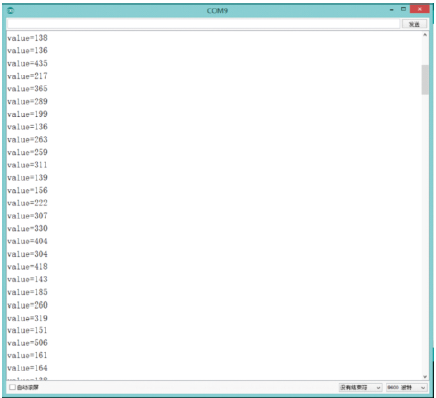 COM9
发送
value=138
value=136
value=435
value=217
value=365
value=289
value=199
value=136
value=263
value=259
value=311
value=139
value=156
value=222
value=307
value=330
value=404
value=304
value=418
value=143
value=185
value=260
value=319
value=151
value=506
value=161
value=164
value=138
自动滚屏
没有结束符
9600 波特